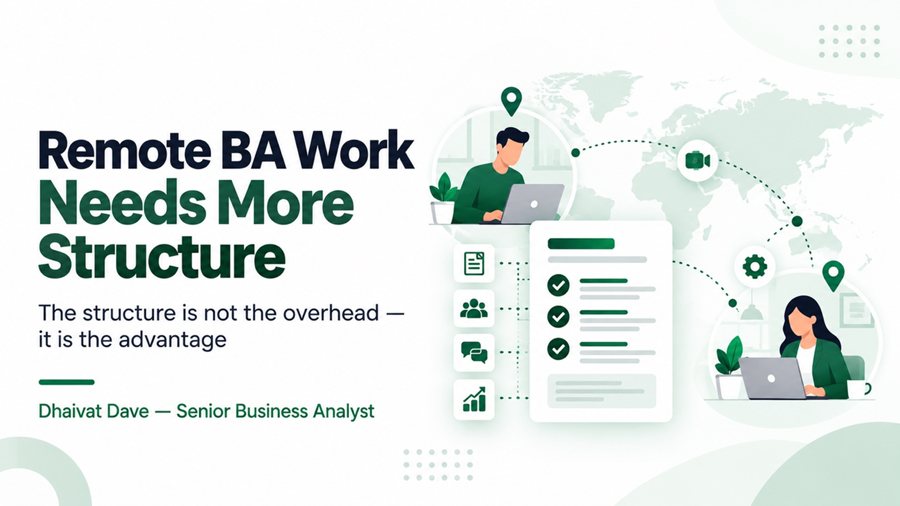 Remote BA Work
Needs More
Structure
The structure is not the overhead —
it is the advantage
Dhaivat Dave — Senior Business Analyst